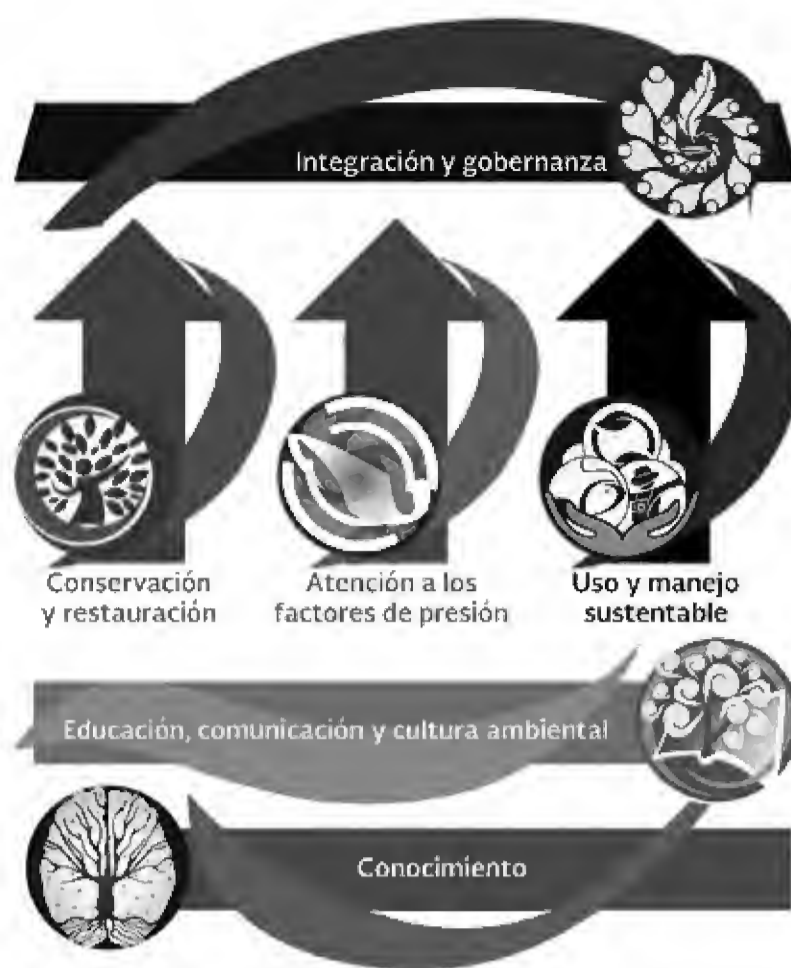 Integración y gobernanza
Conservación
y restauración
Atención a los
factores de presión
Uso y manejo
sustentable
Educación, comunicación y cultura ambiental
Conocimiento